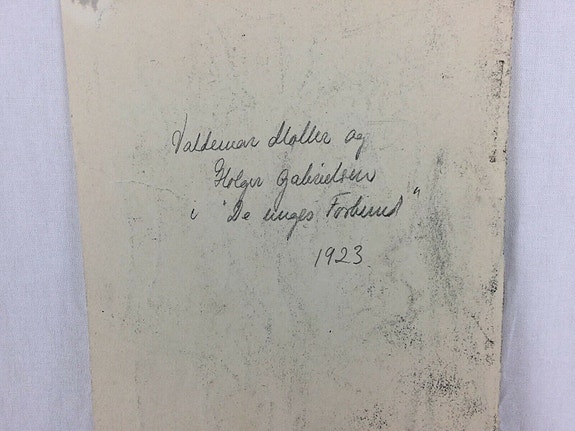 Valdemar Møller og
Holger Gabrielsen
i "De unges Forbund"
1923